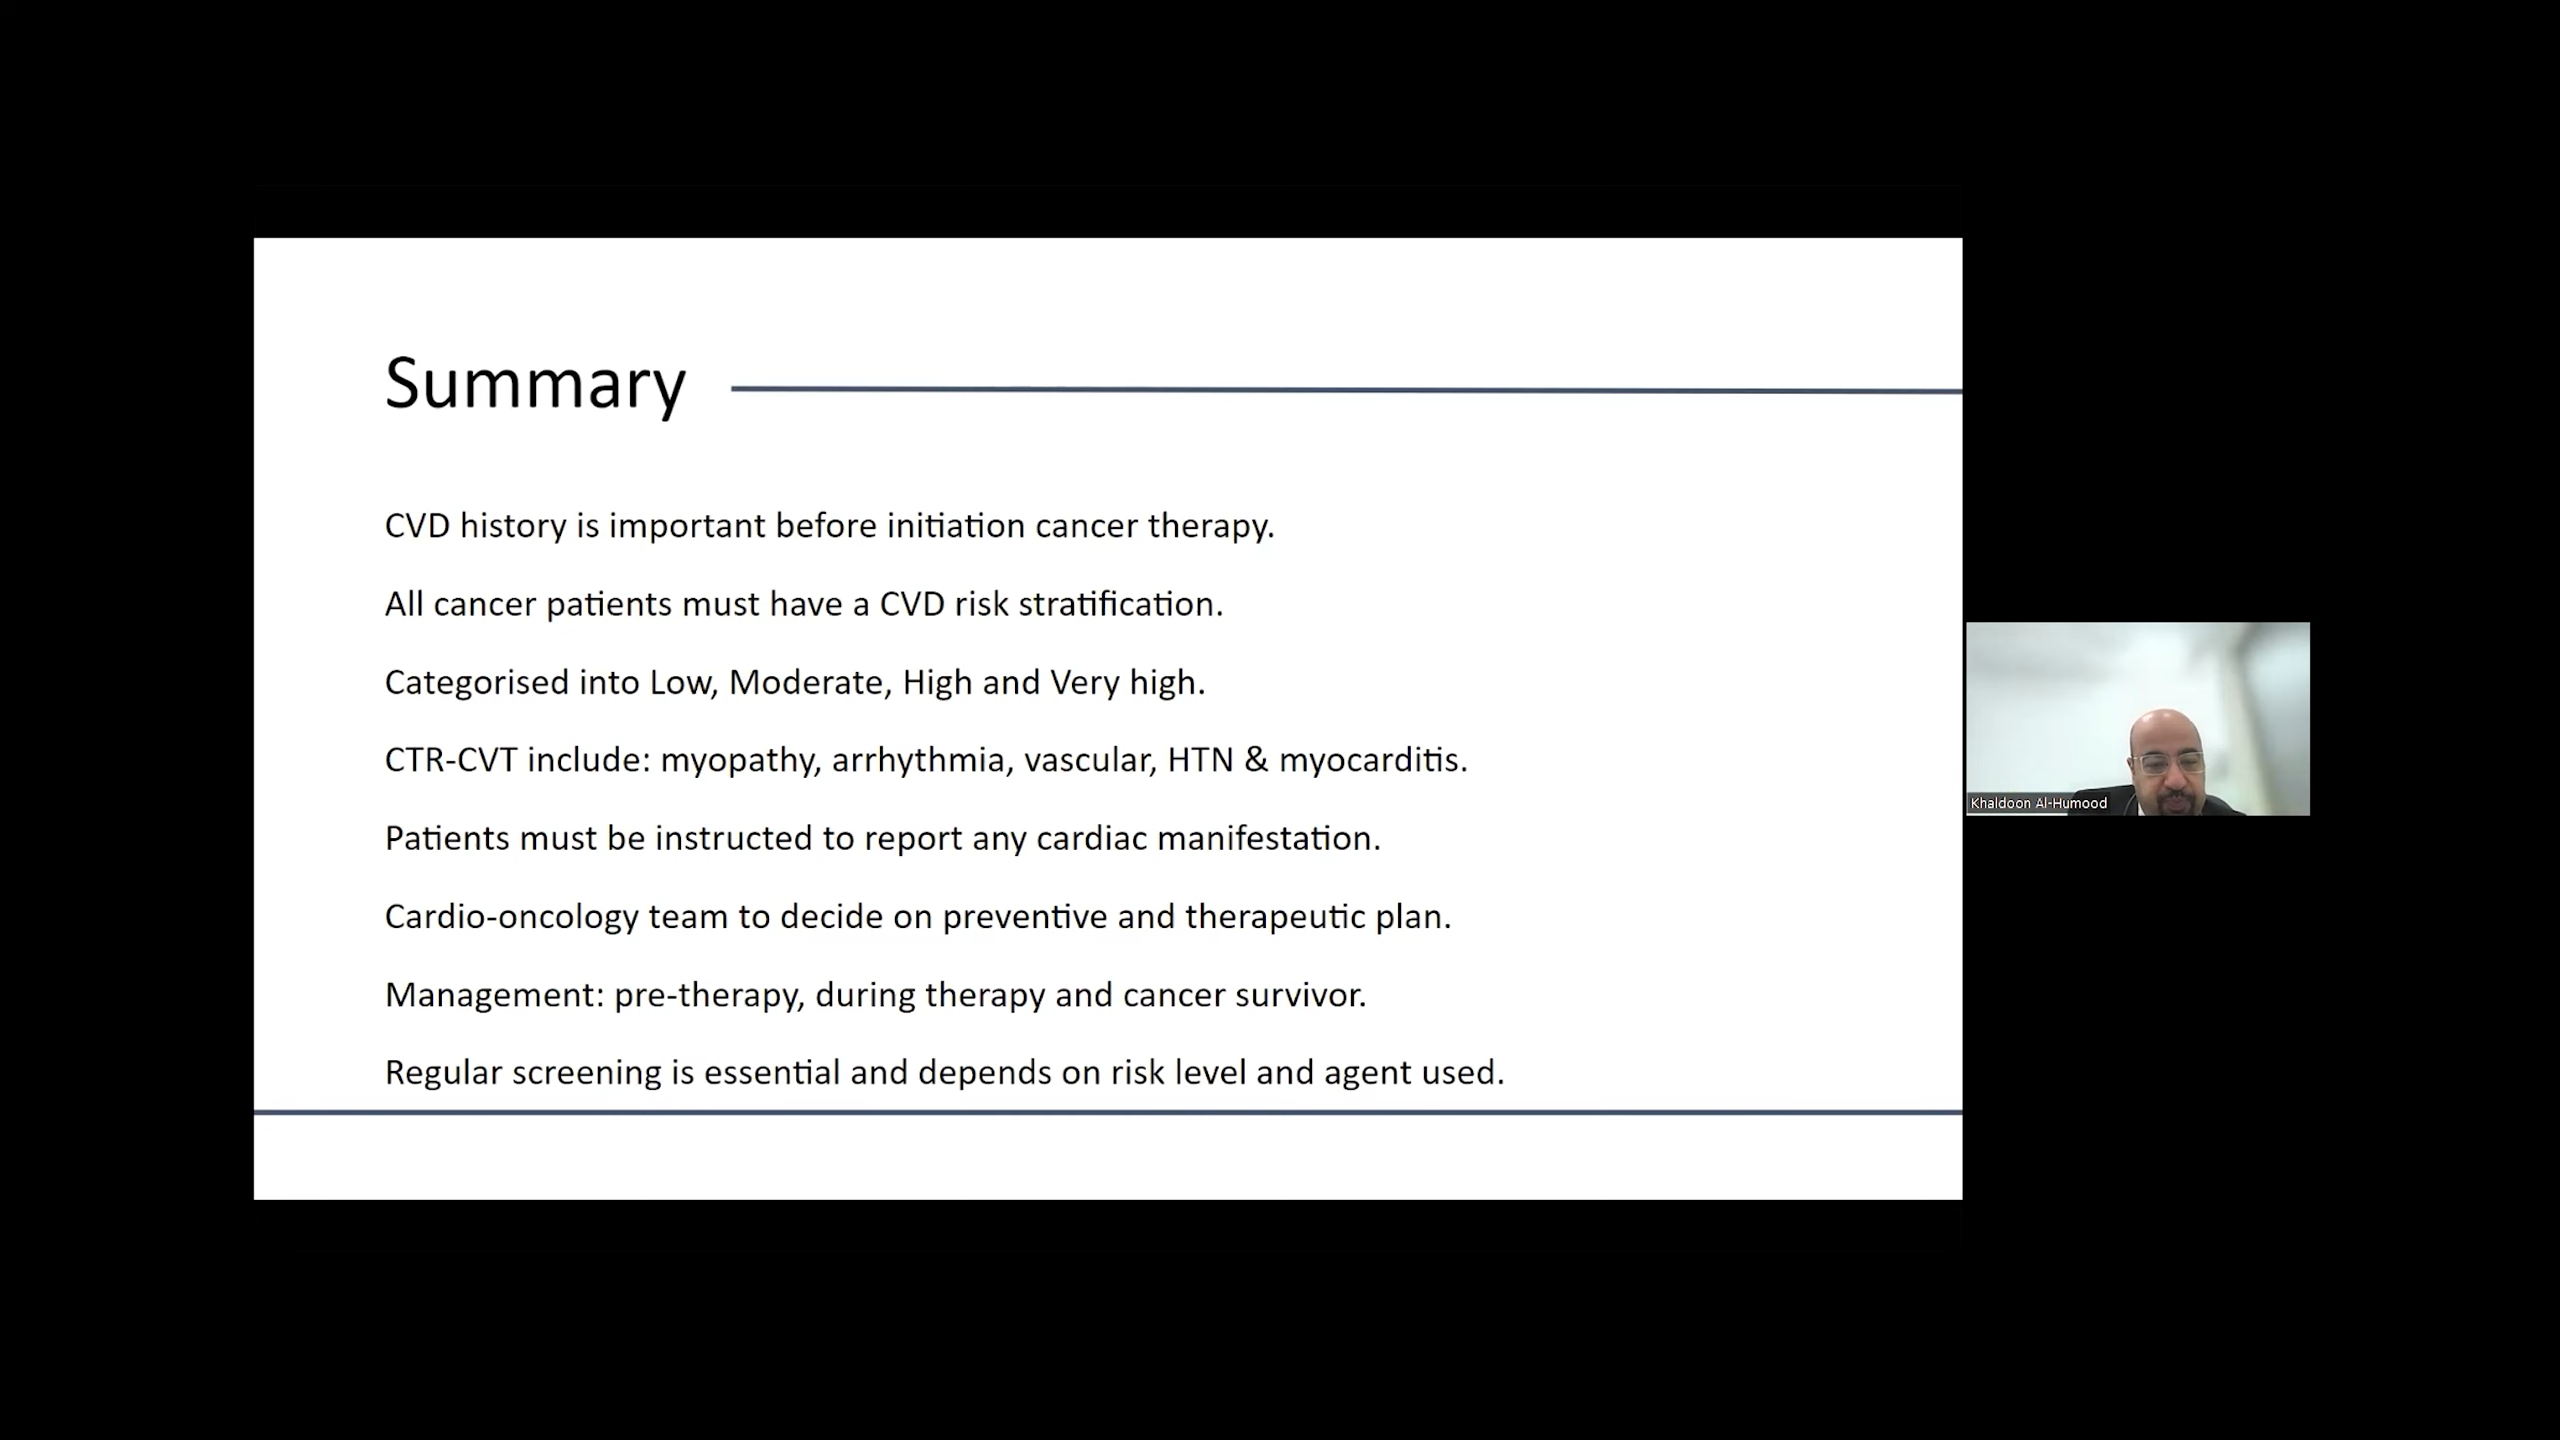 Summary
CVD history is important before initiation cancer therapy.
All cancer patients must have a CVD risk stratification.
Categorised into Low, Moderate, High and Very high.
CTR-CVT include: myopathy, arrhythmia, vascular, HTN & myocarditis.
Patients must be instructed to report any cardiac manifestation.
Cardio-oncology team to decide on preventive and therapeutic plan.
Management: pre-therapy, during therapy and cancer survivor.
Regular screening is essential and depends on risk level and agent used.
Khaldoon Al-Humood